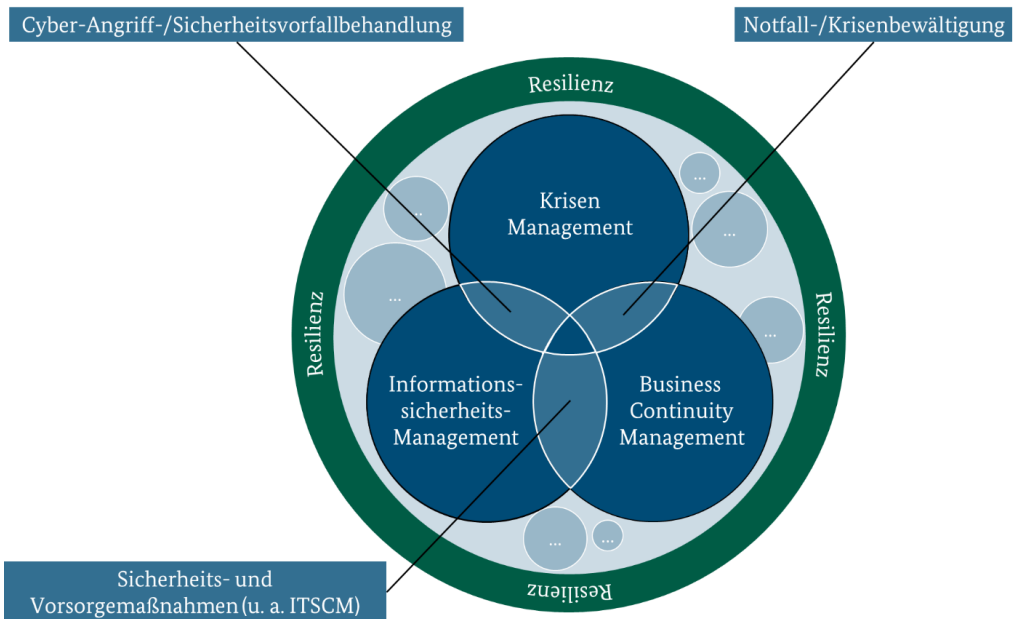 Cyber-Angriff-/Sicherheitsvorfallbehandlung
Notfall-/Krisenbewältigung
Resilienz
Krisen
Management
...
...
...
...
...
Resilienz
Resilienz
Informations-
sicherheits-
Management
Business
Continuity
Management
...
...
Sicherheits- und
Vorsorgemaßnahmen (u. a. ITSCM)
Resilienz